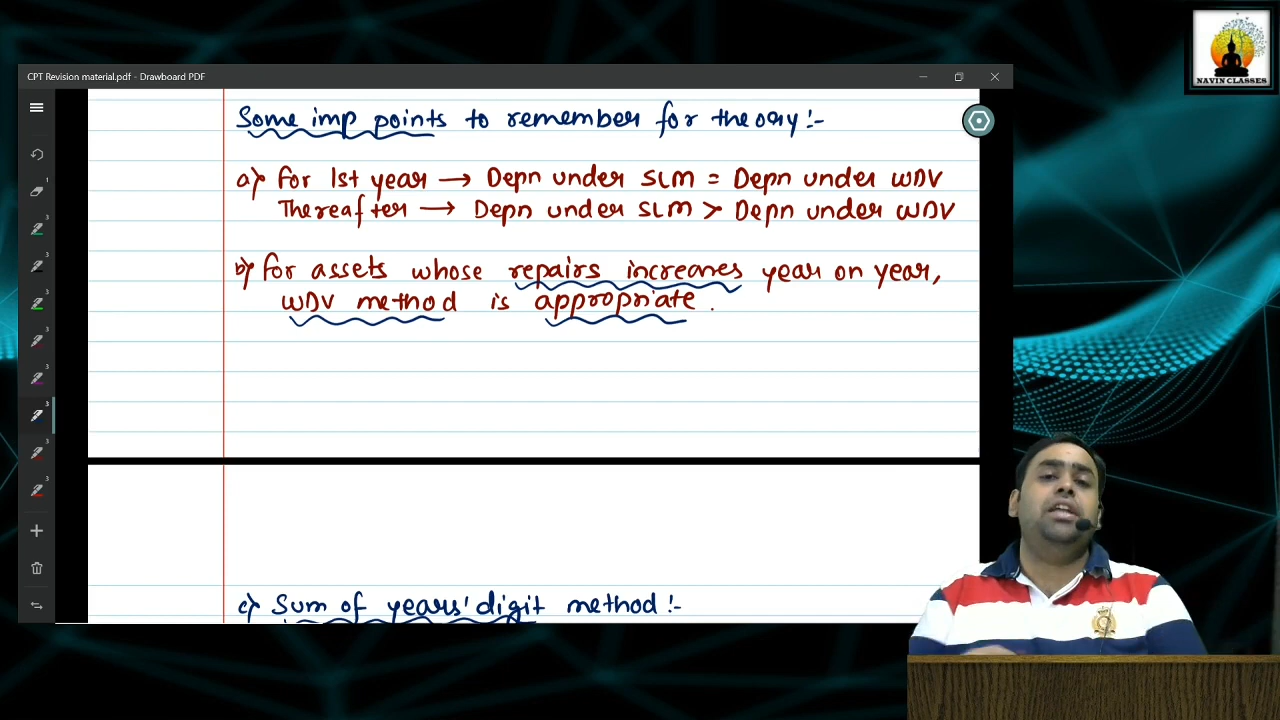 NAVIN CLASSES
CPT Revision material.pdf - Drawboard PDF
Some imp points to remember for theory :-
a) For 1st year → Depn under SLM = Depn under WDV
Thereafter → Depn under SLM > Depn under WDV
b) For assets whose repairs increases year on year,
WDV method is appropriate.
c) Sum of years' digit method :-